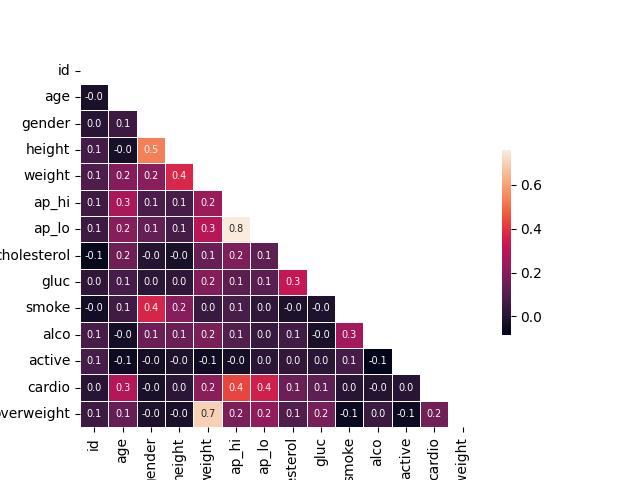 id
age -0.0
gender 0.0 0.1
height 0.1 -0.0 0.5
weight 0.1 0.2 0.2 0.4
ap_hi 0.1 0.3 0.1 0.1 0.2
ap_lo 0.1 0.2 0.1 0.1 0.3 0.8
cholesterol -0.1 0.2 -0.0 -0.0 0.1 0.2 0.1
gluc 0.0 0.1 0.0 0.0 0.2 0.1 0.1 0.3
smoke -0.0 0.1 0.4 0.2 0.0 0.1 0.0 -0.0 -0.0
alco 0.1 -0.0 0.1 0.1 0.2 0.1 0.0 0.1 -0.0 0.3
active 0.1 -0.1 -0.0 -0.0 -0.1 -0.0 0.0 0.0 0.0 0.1 -0.1
cardio 0.0 0.3 -0.0 0.0 0.2 0.4 0.4 0.1 0.1 0.0 -0.0 0.0
overweight 0.1 0.1 -0.0 -0.0 0.7 0.2 0.2 0.1 0.2 -0.1 0.0 -0.1 0.2
id age ender height weight ap_hi ap_lo esterol gluc smoke alco active cardio weight
0.6
0.4
0.2
0.0